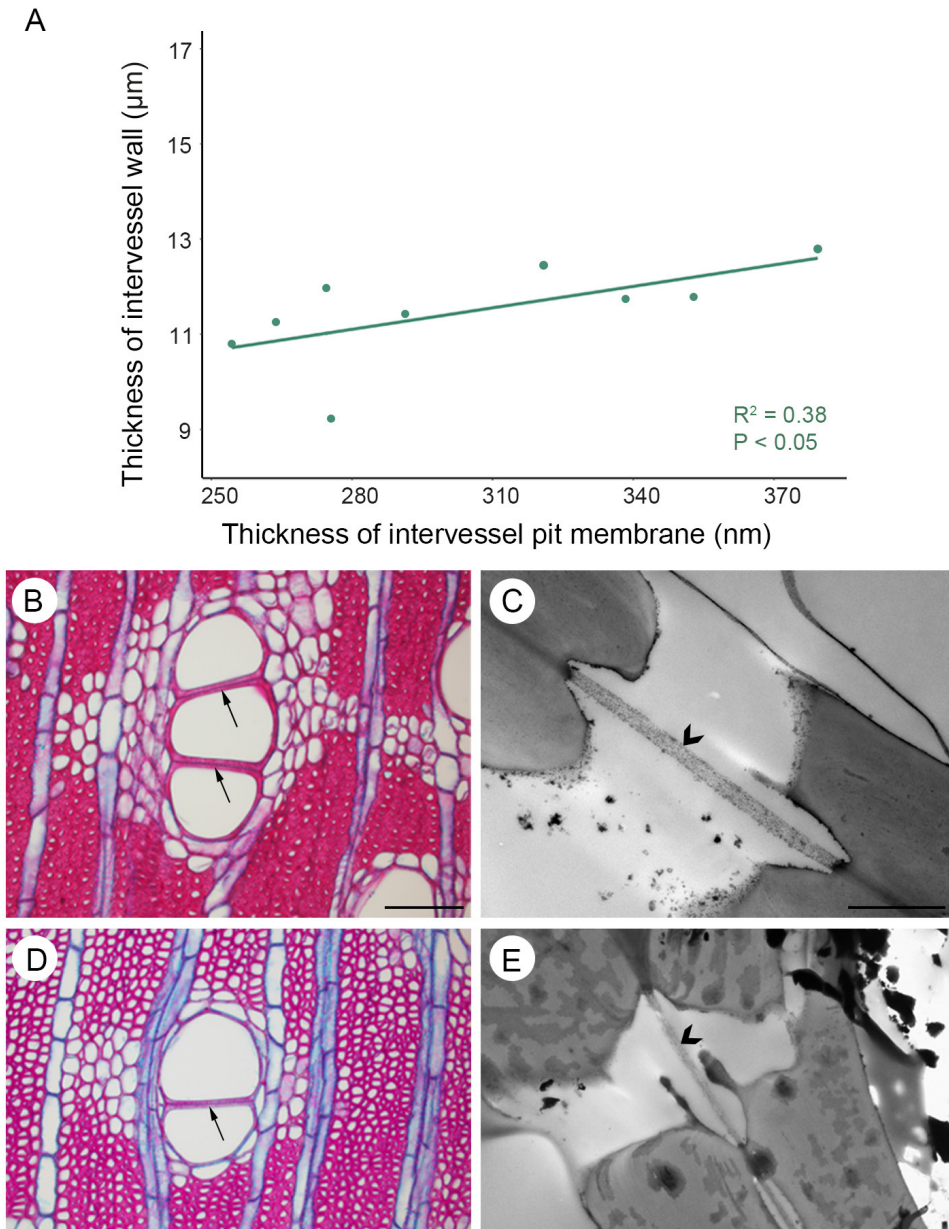 A
Thickness of intervessel wall (µm)
17
15
13
11
9
R² = 0.38
P < 0.05
250 280 310 340 370
Thickness of intervessel pit membrane (nm)
B
C
D
E